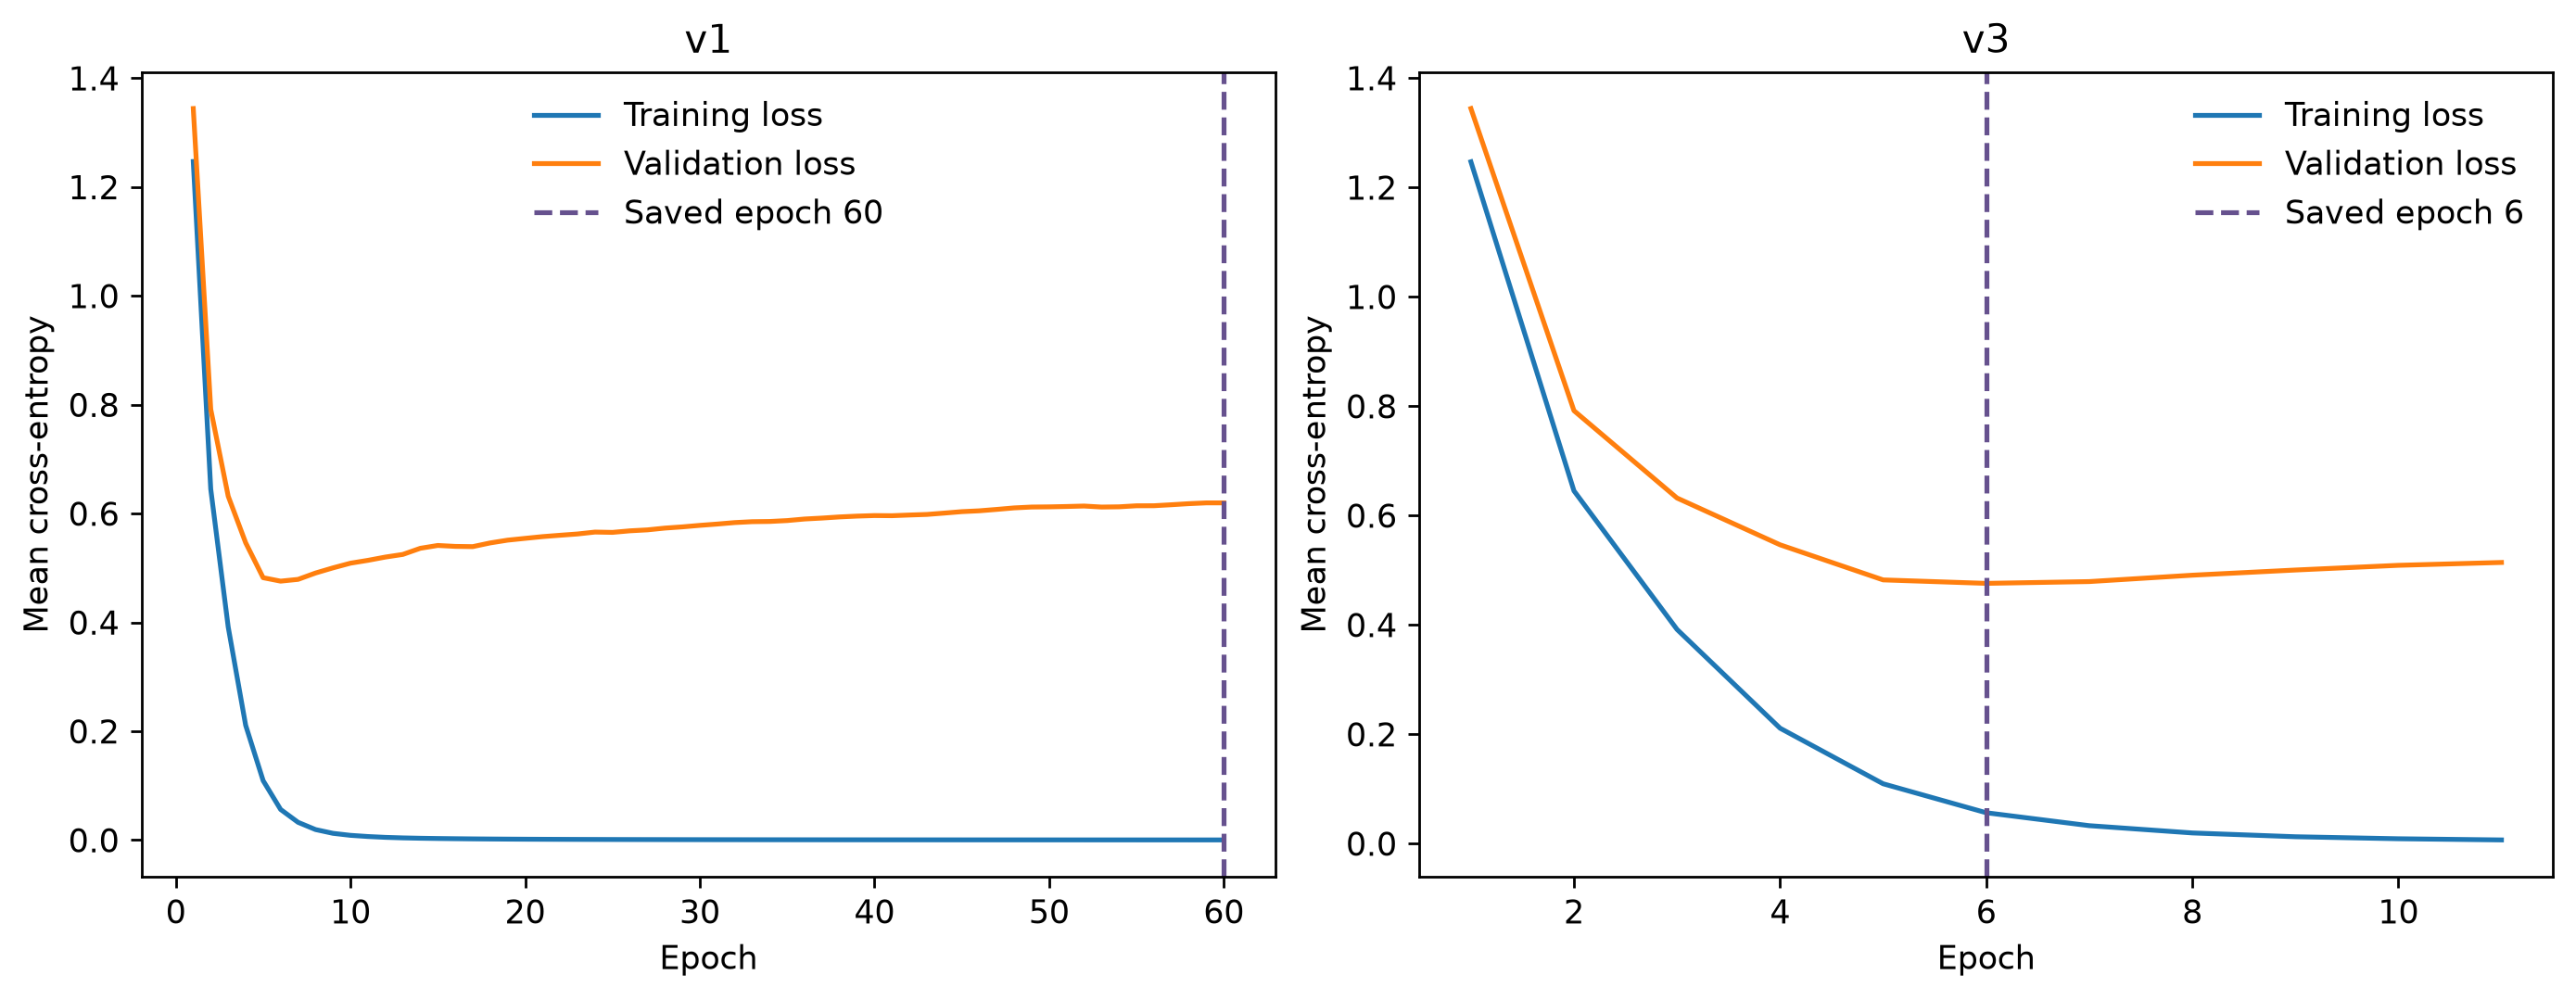 v1
1.4
1.2
1.0
0.8
0.6
0.4
0.2
0.0
Mean cross-entropy
Training loss
Validation loss
Saved epoch 60
0 10 20 30 40 50 60
Epoch
v3
1.4
1.2
1.0
0.8
0.6
0.4
0.2
0.0
Mean cross-entropy
Training loss
Validation loss
Saved epoch 6
2 4 6 8 10
Epoch